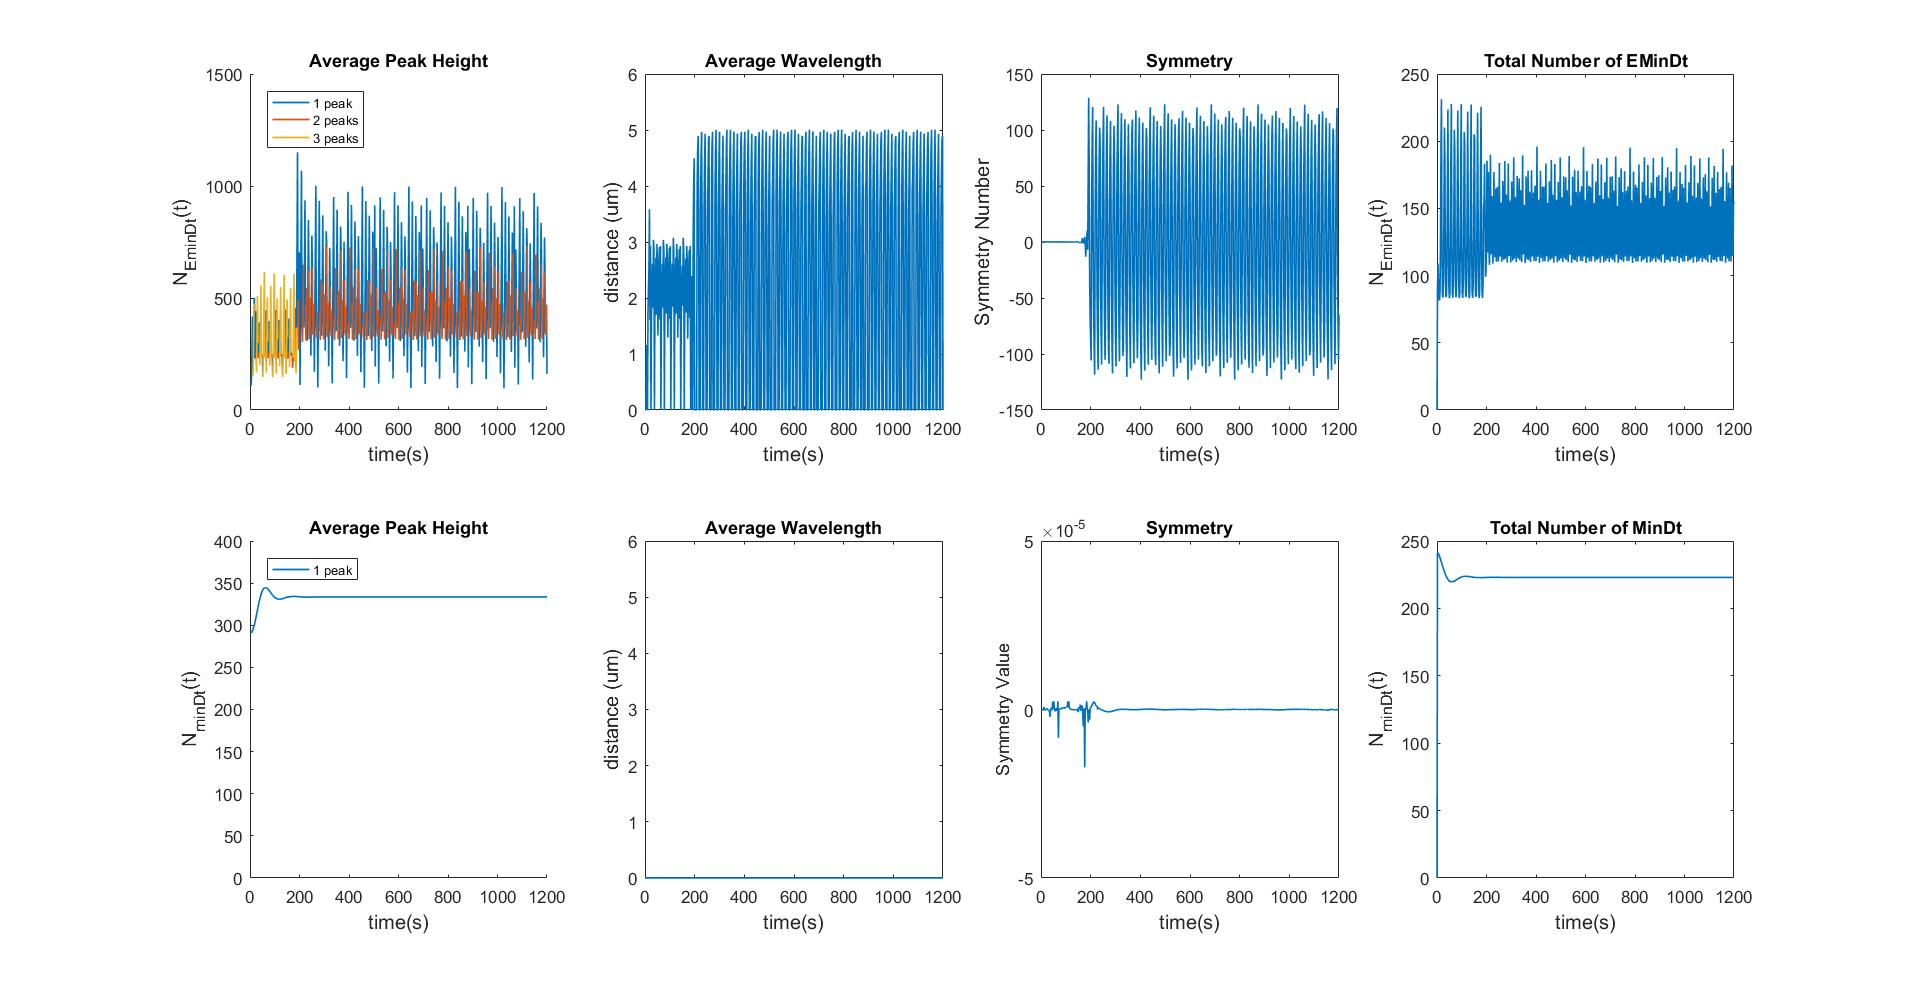 Average Peak Height
1500
1000
500
0
N_EminDt(t)
1 peak
2 peaks
3 peaks
0 200 400 600 800 1000 1200
time(s)
Average Wavelength
6
5
4
3
2
1
0
distance (um)
0 200 400 600 800 1000 1200
time(s)
Symmetry
150
100
50
0
-50
-100
-150
Symmetry Number
0 200 400 600 800 1000 1200
time(s)
Total Number of EMinDt
250
200
150
100
50
0
N_EminDt(t)
0 200 400 600 800 1000 1200
time(s)
Average Peak Height
400
350
300
250
200
150
100
50
0
N_minDt(t)
1 peak
0 200 400 600 800 1000 1200
time(s)
Average Wavelength
6
5
4
3
2
1
0
distance (um)
0 200 400 600 800 1000 1200
time(s)
Symmetry
×10^-5
5
0
-5
Symmetry Value
0 200 400 600 800 1000 1200
time(s)
Total Number of MinDt
250
200
150
100
50
0
N_minDt(t)
0 200 400 600 800 1000 1200
time(s)